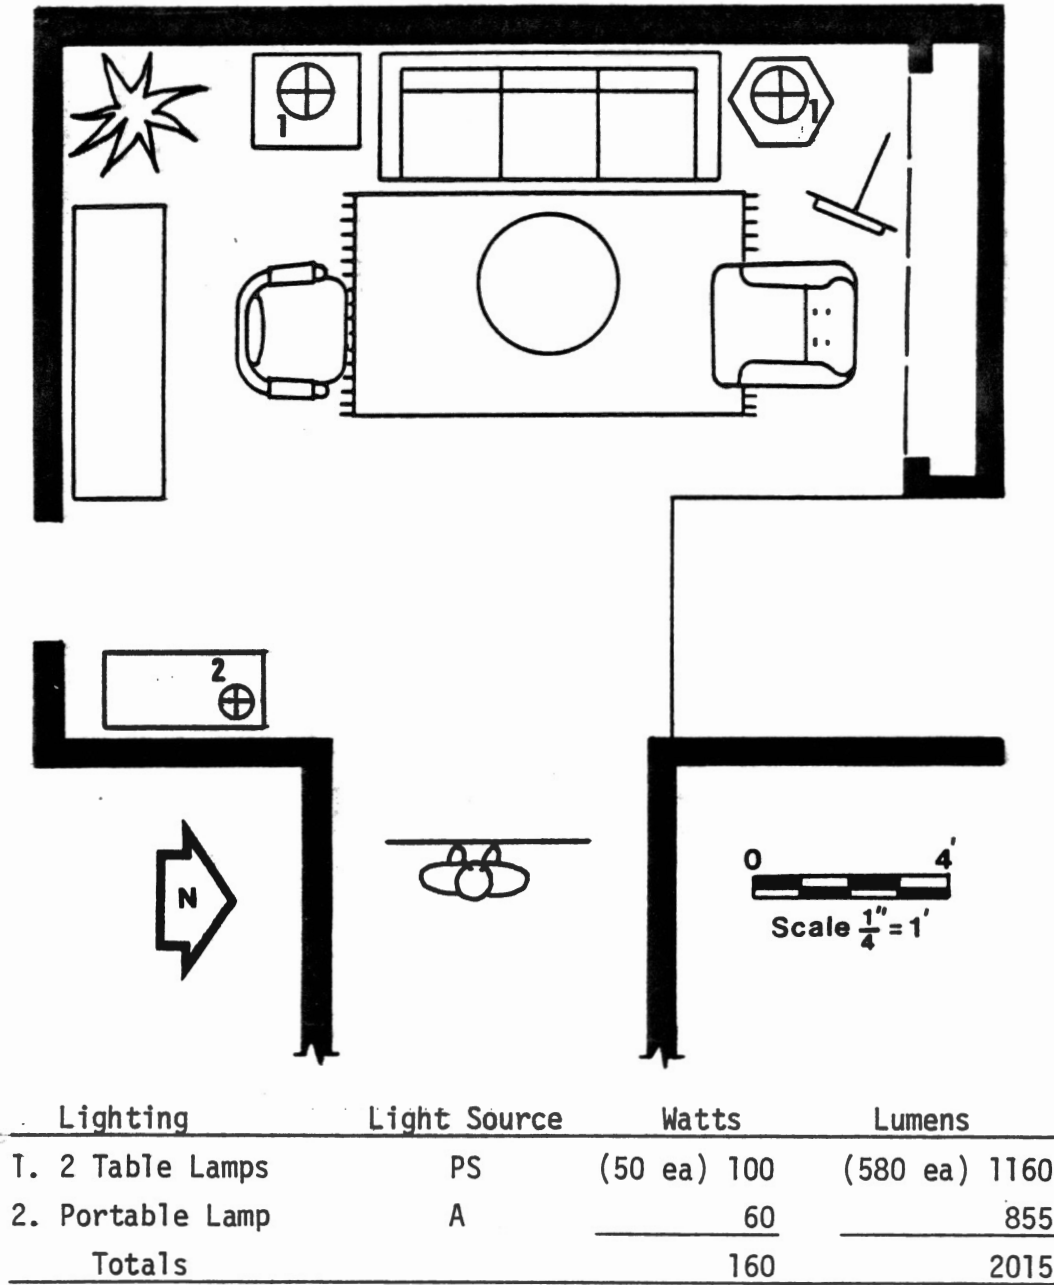 1
1
2
N
0 4'
Scale 1"/4 = 1'
Lighting Light Source Watts Lumens
1. 2 Table Lamps PS (50 ea) 100 (580 ea) 1160
2. Portable Lamp A 60 855
Totals 160 2015